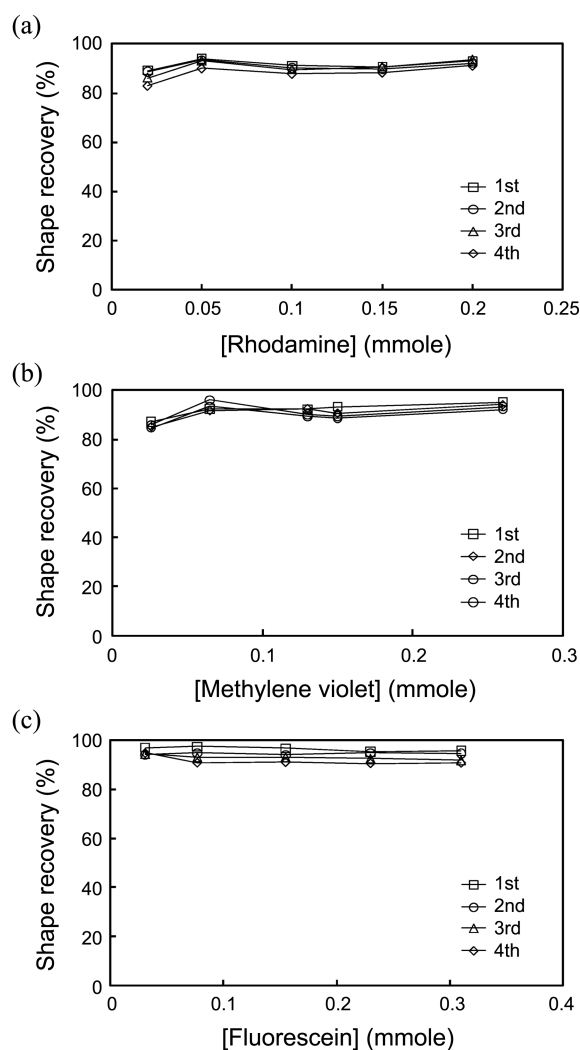 (a)
100
80
60
40
20
0
Shape recovery (%)
1st
2nd
3rd
4th
0 0.05 0.1 0.15 0.2 0.25
[Rhodamine] (mmole)
(b)
100
80
60
40
20
0
Shape recovery (%)
1st
2nd
3rd
4th
0 0.1 0.2 0.3
[Methylene violet] (mmole)
(c)
100
80
60
40
20
0
Shape recovery (%)
1st
2nd
3rd
4th
0 0.1 0.2 0.3 0.4
[Fluorescein] (mmole)